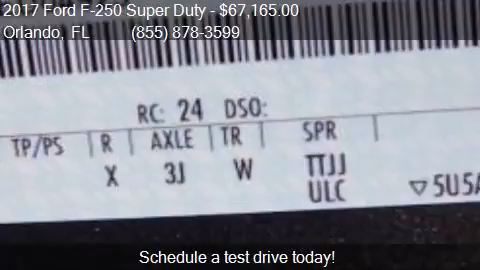 2017 Ford F-250 Super Duty - $67,165.00
Orlando, FL (855) 878-3599
RC: 24 DSO:
TP/PS R AXLE TR SPR
X 3J W TTJJ
ULC ▽5U5A
Schedule a test drive today!